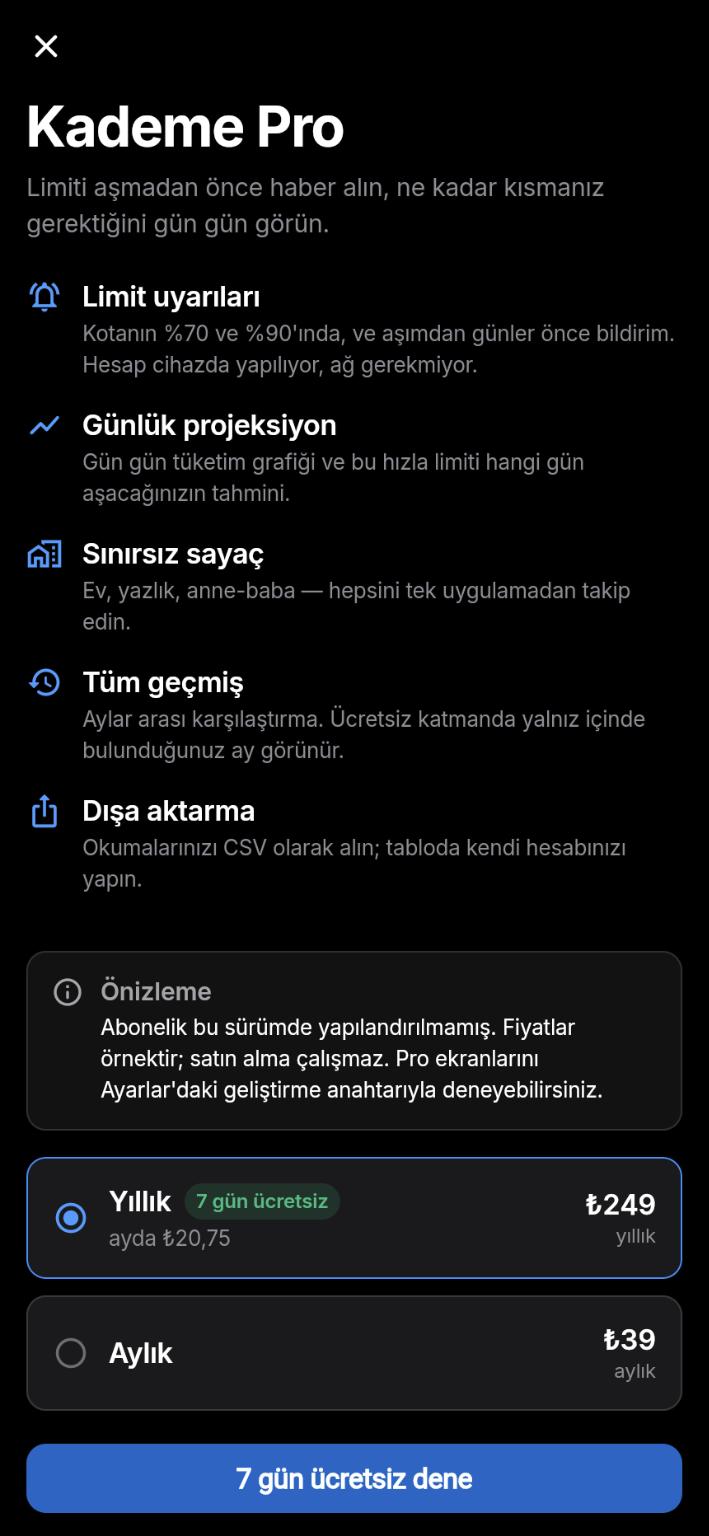 Kademe Pro
Limiti aşmadan önce haber alın, ne kadar kısmanız
gerektiğini gün gün görün.
Limit uyarıları
Kotanın %70 ve %90'ında, ve aşımdan günler önce bildirim.
Hesap cihazda yapılıyor, ağ gerekmiyor.
Günlük projeksiyon
Gün gün tüketim grafiği ve bu hızla limiti hangi gün
aşacağınızın tahmini.
Sınırsız sayaç
Ev, yazlık, anne-baba — hepsini tek uygulamadan takip
edin.
Tüm geçmiş
Aylar arası karşılaştırma. Ücretsiz katmanda yalnız içinde
bulunduğunuz ay görünür.
Dışa aktarma
Okumalarınızı CSV olarak alın; tabloda kendi hesabınızı
yapın.
Önizleme
Abonelik bu sürümde yapılandırılmamış. Fiyatlar
örnektir; satın alma çalışmaz. Pro ekranlarını
Ayarlar'daki geliştirme anahtarıyla deneyebilirsiniz.
Yıllık 7 gün ücretsiz ₺249
ayda ₺20,75 yıllık
Aylık ₺39
aylık
7 gün ücretsiz dene